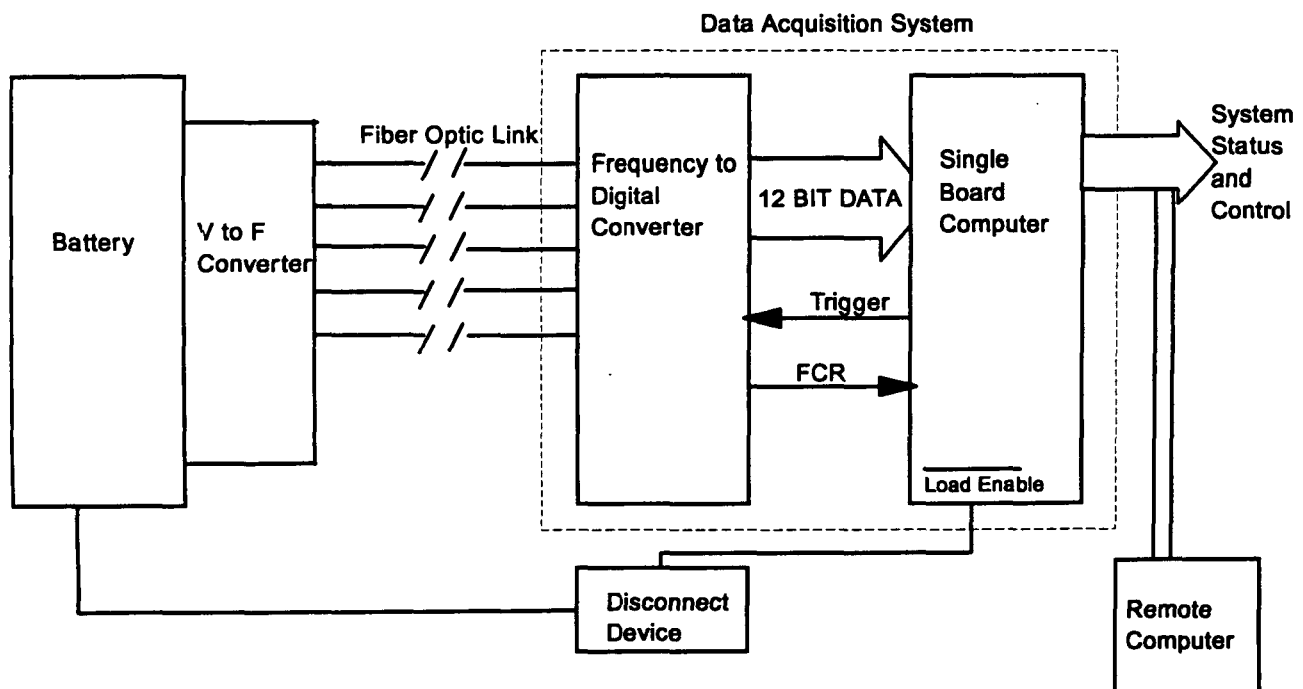 Data Acquisition System
Battery
V to F
Converter
Fiber Optic Link
Frequency to
Digital
Converter
12 BIT DATA
Trigger
FCR
Single
Board
Computer
Load Enable
System
Status
and
Control
Disconnect
Device
Remote
Computer